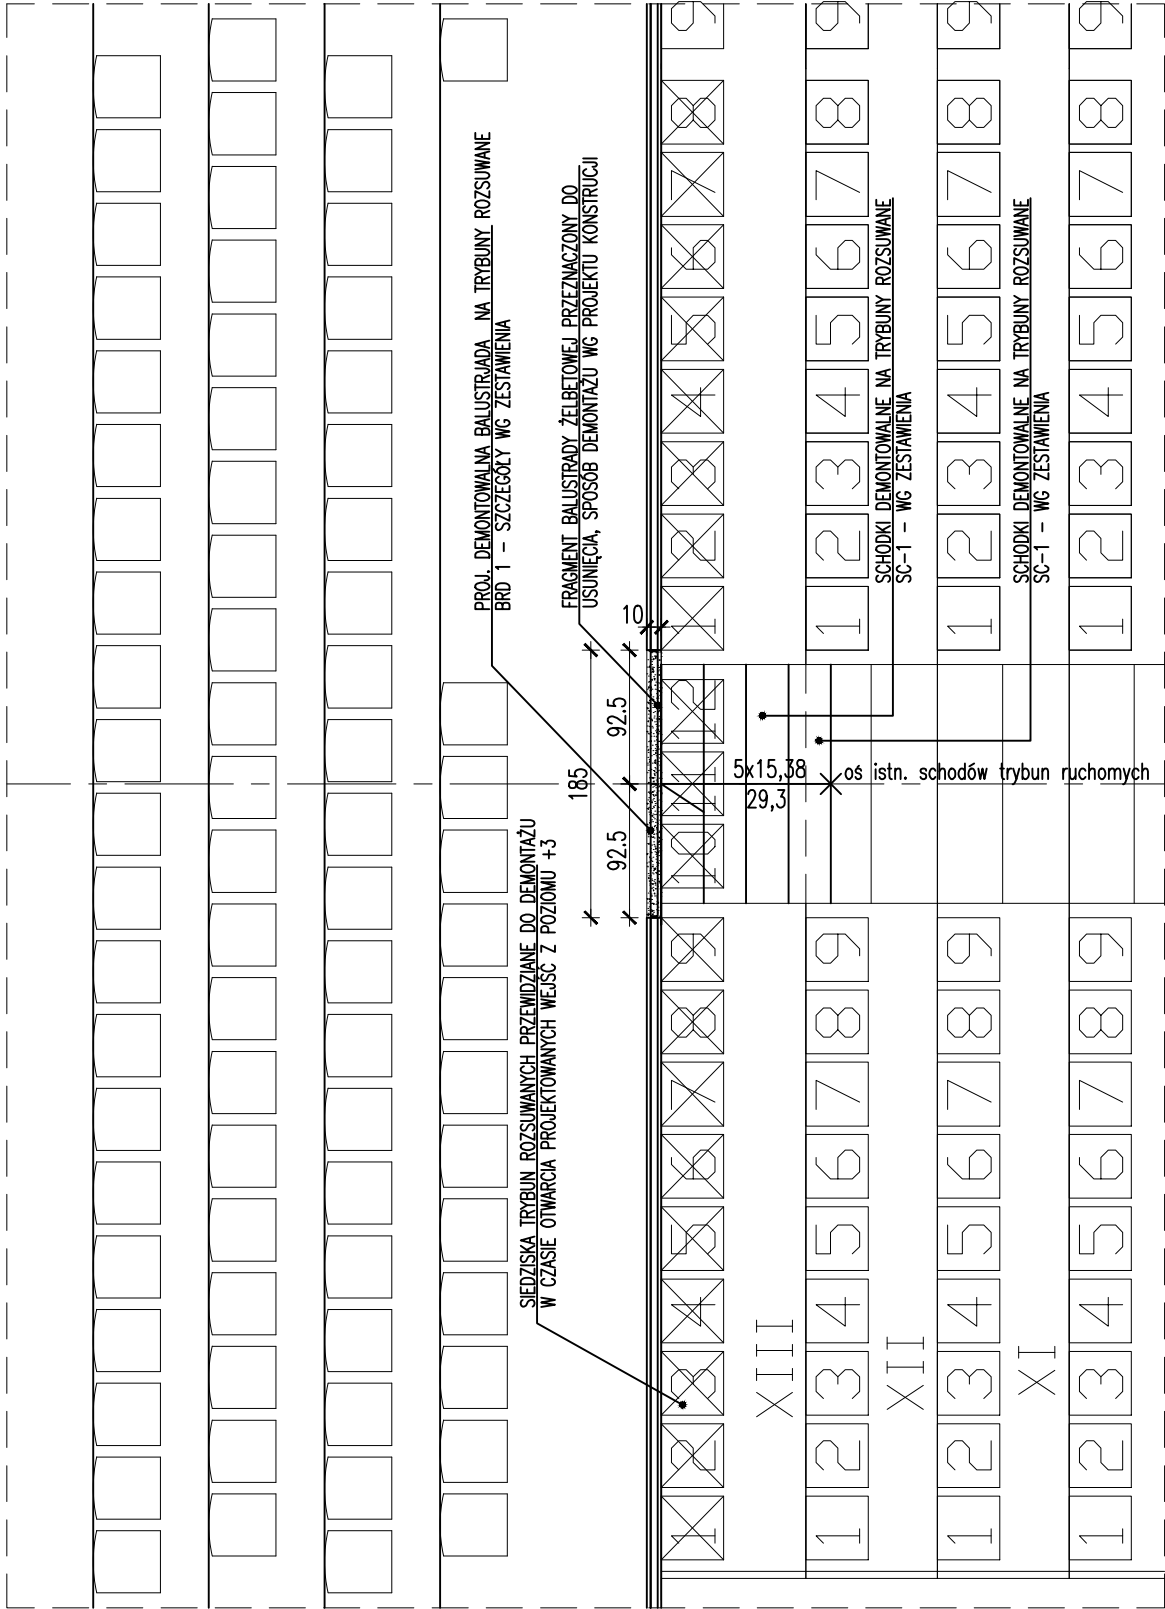 PROJ. DEMONTOWALNA BALUSTRJADA NA TRYBUNY ROZSUWANE
BRD 1 - SZCZEGÓŁY WG ZESTAWIENIA
FRAGMENT BALUSTRADY ŻELBETOWEJ PRZEZNACZONY DO
USUNIĘCIA, SPOSÓB DEMONTAŻU WG PROJEKTU KONSTRUKCJI
SIEDZISKA TRYBUN ROZSUWANYCH PRZEWIDZIANE DO DEMONTAŻU
W CZASIE OTWARCIA PROJEKTOWANYCH WEJŚĆ Z POZIOMU +3
SCHODKI DEMONTOWALNE NA TRYBUNY ROZSUWANE
SC-1 - WG ZESTAWIENIA
SCHODKI DEMONTOWALNE NA TRYBUNY ROZSUWANE
SC-1 - WG ZESTAWIENIA
10
185
92.5
92.5
5x15,38
29,3
oś istn. schodów trybun ruchomych
1 2 3 4 5 6 7 8 9 10 11 12 1 2 3 4 5 6 7 8 9
XIII
1 2 3 4 5 6 7 8 9 1 2 3 4 5 6 7 8 9
XII
1 2 3 4 5 6 7 8 9 1 2 3 4 5 6 7 8 9
XI
1 2 3 4 5 6 7 8 9 1 2 3 4 5 6 7 8 9